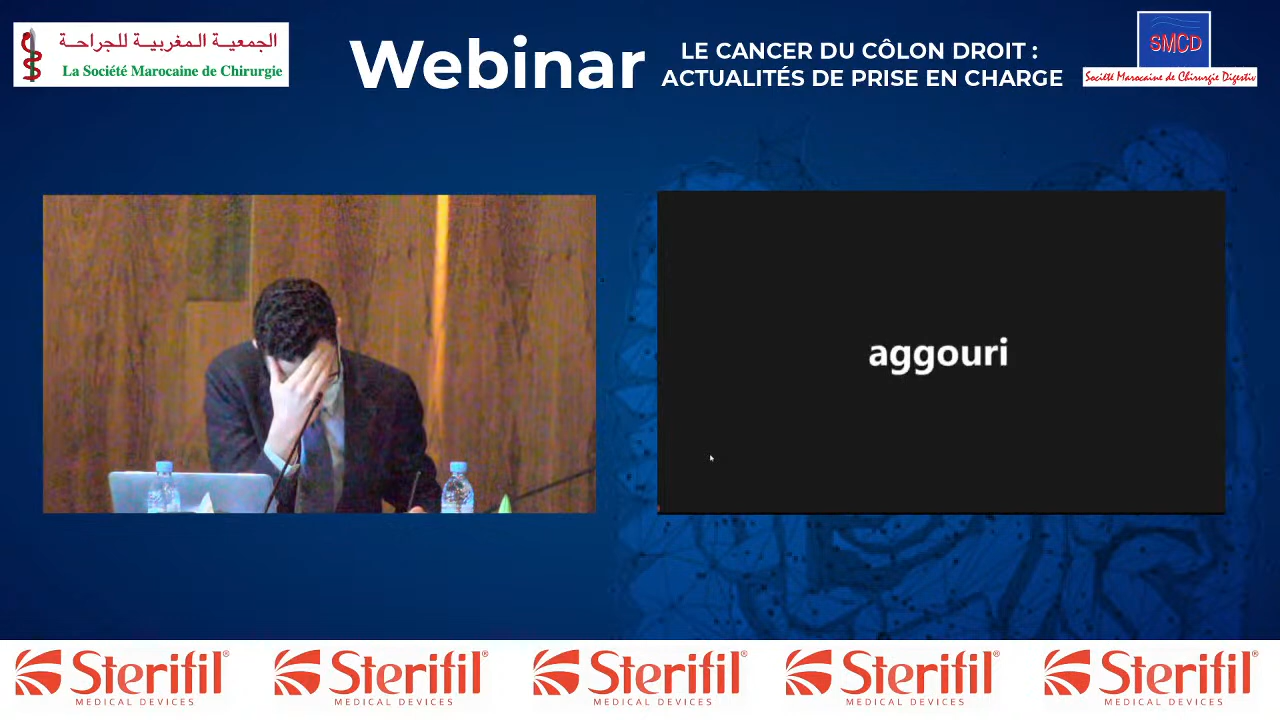 الجمعيـة المـغربيـة للجراحـة
La Société Marocaine de Chirurgie
Webinar
LE CANCER DU CÔLON DROIT :
ACTUALITÉS DE PRISE EN CHARGE
SMCD
Société Marocaine de Chirurgie Digestiv
aggouri
Sterifil®
MEDICAL DEVICES
Sterifil®
MEDICAL DEVICES
Sterifil®
MEDICAL DEVICES
Sterifil®
MEDICAL DEVICES
Sterifil®
MEDICAL DEVICES